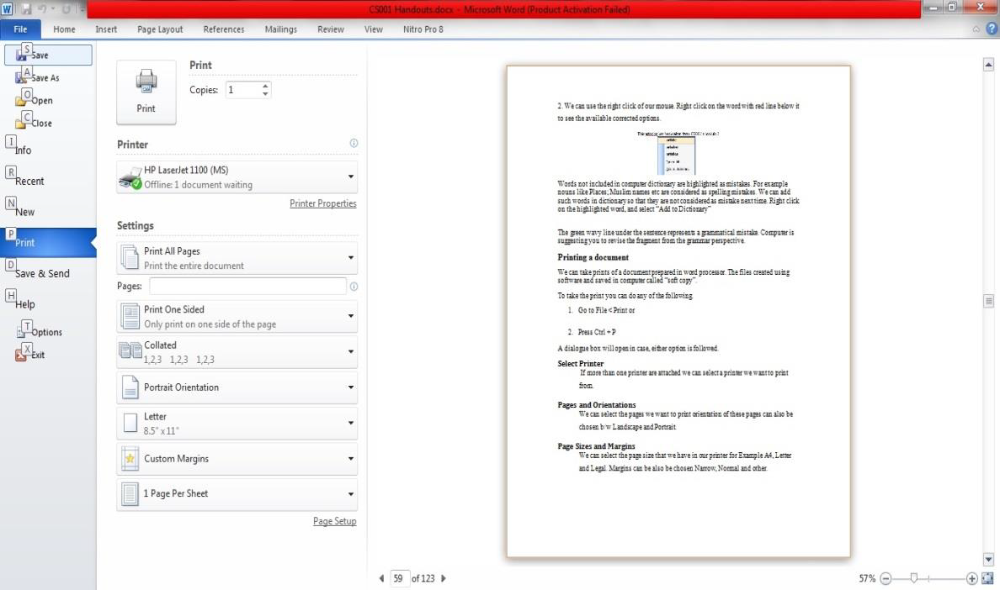 CS001 Handouts.docx - Microsoft Word (Product Activation Failed)
File Home Insert Page Layout References Mailings Review View Nitro Pro 8
S Save
A Save As
O Open
C Close
I Info
R Recent
N New
P Print
D Save & Send
H Help
T Options
X Exit
Print
Print
Copies: 1
Printer
HP LaserJet 1100 (MS)
Offline: 1 document waiting
Printer Properties
Settings
Print All Pages
Print the entire document
Pages:
Print One Sided
Only print on one side of the page
Collated
1,2,3 1,2,3 1,2,3
Portrait Orientation
Letter
8.5" x 11"
Custom Margins
1 Page Per Sheet
Page Setup
2. We can use the right click of our mouse. Right click on the word with red line below it
to see the available corrected options.
Words not included in computer dictionary are highlighted as mistakes. For example
nouns like Places; Muslim names etc are considered as spelling mistakes. We can add
such words in dictionary so that they are not considered as mistake next time. Right click
on the highlighted word, and select "Add to Dictionary"
The green wavy line under the sentence represents a grammatical mistake. Computer is
suggesting you to revise the fragment from the grammar perspective.
Printing a document
We can take prints of a document prepared in word processor. The files created using
software and saved in computer called "soft copy".
To take the print you can do any of the following.
1. Go to File < Print or
2. Press Ctrl + P
A dialogue box will open in case, either option is followed.
Select Printer
If more than one printer are attached we can select a printer we want to print
from.
Pages and Orientations
We can select the pages we want to print orientation of these pages can also be
chosen b/w Landscape and Portrait.
Page Sizes and Margins
We can select the page size that we have in our printer for Example A4, Letter
and Legal. Margins can be also be chosen Narrow, Normal and other.
59 of 123
57%